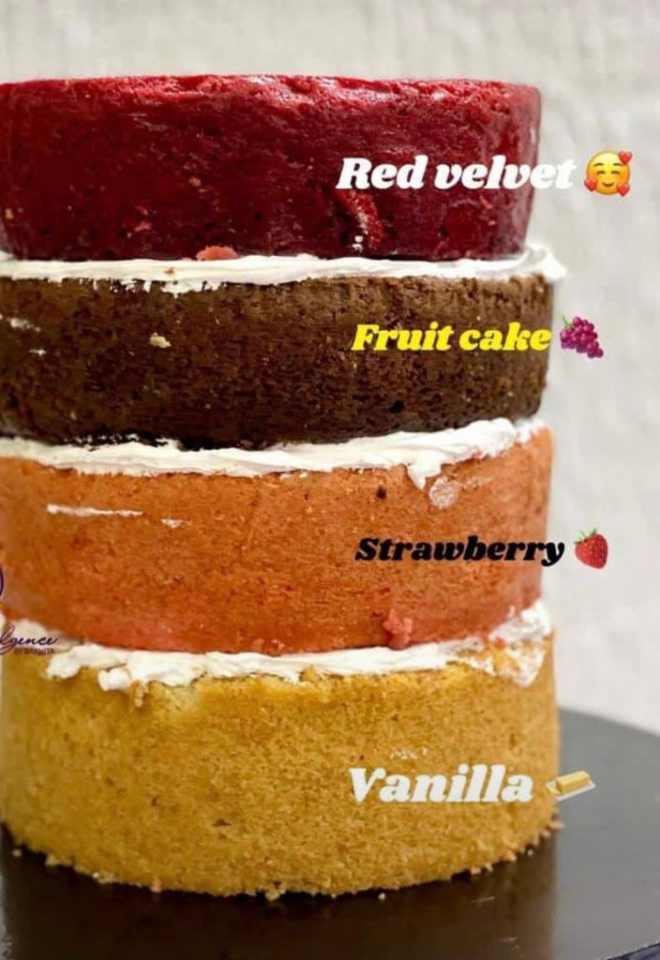 Red velvet 🥰
Fruit cake 🍇
Strawberry 🍓
Vanilla 🧈